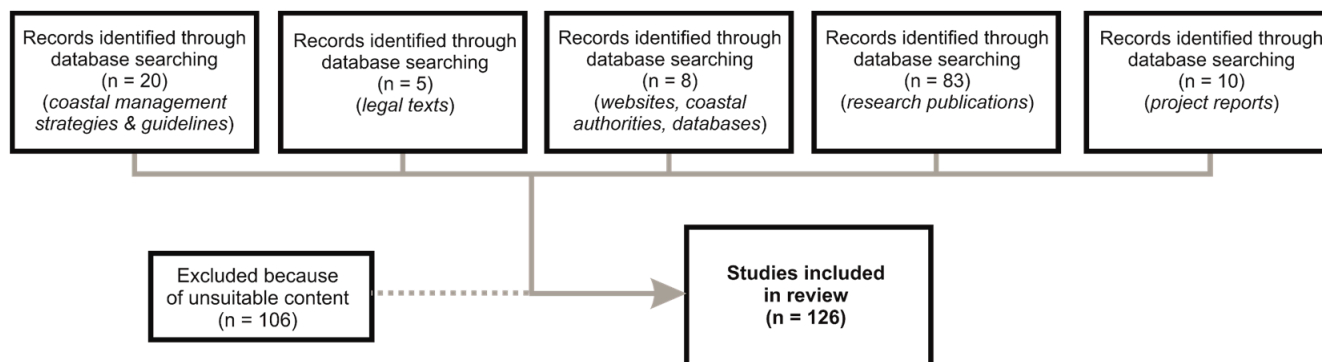 Records identified through
database searching
(n = 20)
(coastal management
strategies & guidelines)
Records identified through
database searching
(n = 5)
(legal texts)
Records identified through
database searching
(n = 8)
(websites, coastal
authorities, databases)
Records identified through
database searching
(n = 83)
(research publications)
Records identified through
database searching
(n = 10)
(project reports)
Excluded because
of unsuitable content
(n = 106)
Studies included
in review
(n = 126)